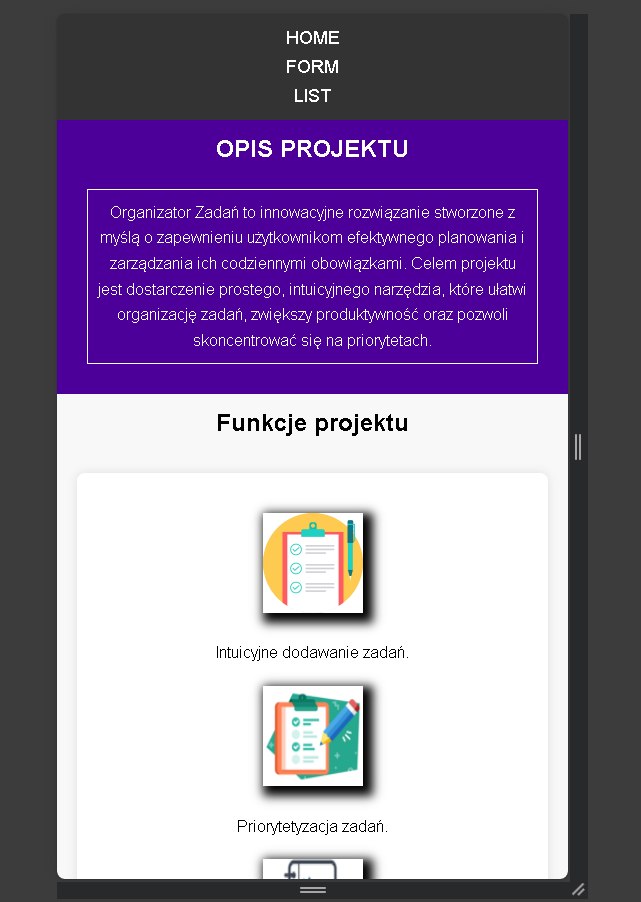 HOME
FORM
LIST
OPIS PROJEKTU
Organizator Zadań to innowacyjne rozwiązanie stworzone z
myślą o zapewnieniu użytkownikom efektywnego planowania i
zarządzania ich codziennymi obowiązkami. Celem projektu
jest dostarczenie prostego, intuicyjnego narzędzia, które ułatwi
organizację zadań, zwiększy produktywność oraz pozwoli
skoncentrować się na priorytetach.
Funkcje projektu
Intuicyjne dodawanie zadań.
Priorytetyzacja zadań.